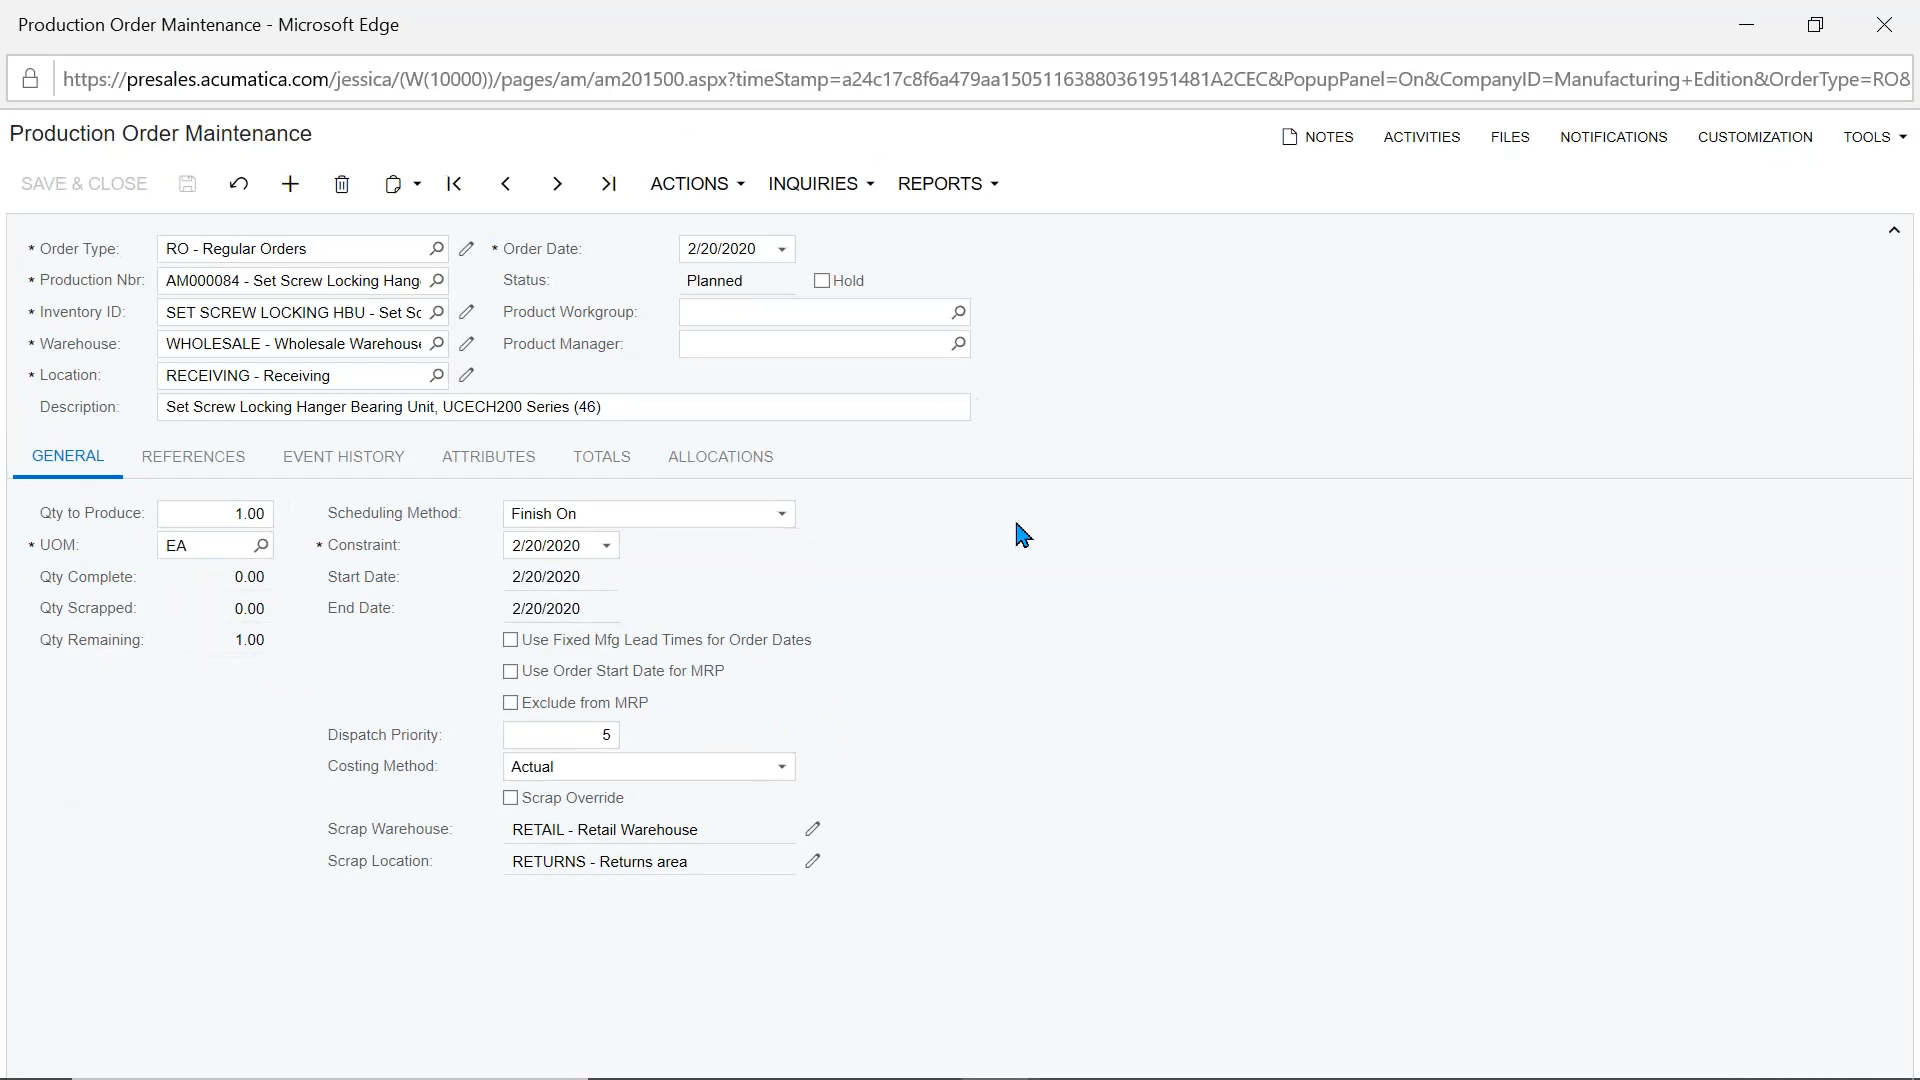 Production Order Maintenance - Microsoft Edge
https://presales.acumatica.com/jessica/(W(10000))/pages/am/am201500.aspx?timeStamp=a24c17c8f6a479aa15051163880361951481A2CEC&PopupPanel=On&CompanyID=Manufacturing+Edition&OrderType=RO&
Production Order Maintenance
NOTES ACTIVITIES FILES NOTIFICATIONS CUSTOMIZATION TOOLS
SAVE & CLOSE ACTIONS INQUIRIES REPORTS
* Order Type: RO - Regular Orders * Order Date: 2/20/2020
* Production Nbr: AM000084 - Set Screw Locking Hang Status: Planned Hold
* Inventory ID: SET SCREW LOCKING HBU - Set Sc Product Workgroup:
* Warehouse: WHOLESALE - Wholesale Warehouse Product Manager:
* Location: RECEIVING - Receiving
Description: Set Screw Locking Hanger Bearing Unit, UCECH200 Series (46)
GENERAL REFERENCES EVENT HISTORY ATTRIBUTES TOTALS ALLOCATIONS
Qty to Produce: 1.00 Scheduling Method: Finish On
* UOM: EA * Constraint: 2/20/2020
Qty Complete: 0.00 Start Date: 2/20/2020
Qty Scrapped: 0.00 End Date: 2/20/2020
Qty Remaining: 1.00 Use Fixed Mfg Lead Times for Order Dates
Use Order Start Date for MRP
Exclude from MRP
Dispatch Priority: 5
Costing Method: Actual
Scrap Override
Scrap Warehouse: RETAIL - Retail Warehouse
Scrap Location: RETURNS - Returns area